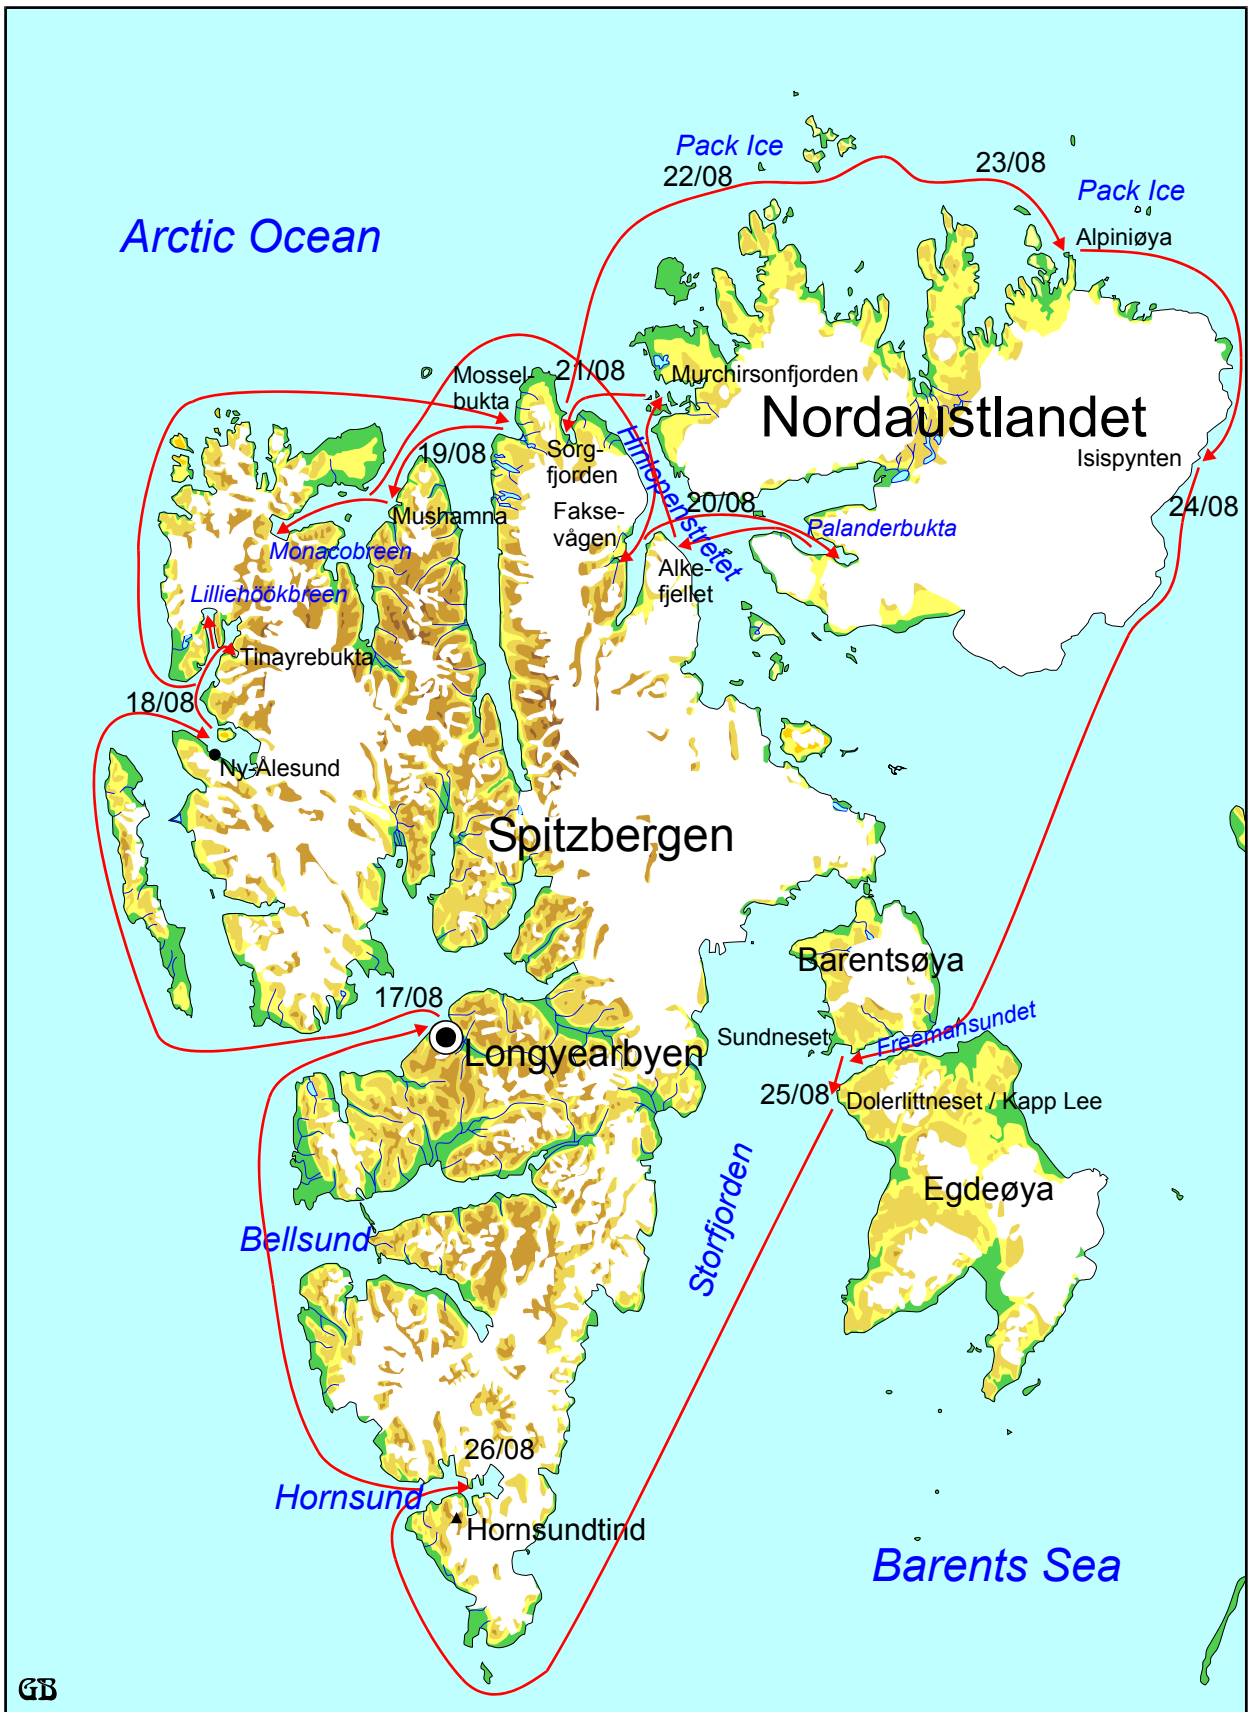 Pack Ice
22/08
23/08
Pack Ice
Arctic Ocean
Alpiniøya
Mossel-
bukta
21/08
Murchirsonfjorden
Nordaustlandet
Hinlopenstretet
19/08
Sorg-
fjorden
Isispynten
Mushamna
Fakse-
vågen
20/08
24/08
Palanderbukta
Monacobreen
Alke-
fjellet
Lilliehöökbreen
Tinayrebukta
18/08
Ny-Ålesund
Spitzbergen
Barentsøya
17/08
Sundneset
Freemansundet
Longyearbyen
25/08
Dolerlittneset / Kapp Lee
Storfjorden
Egdeøya
Bellsund
26/08
Hornsund
Hornsundtind
Barents Sea
GB